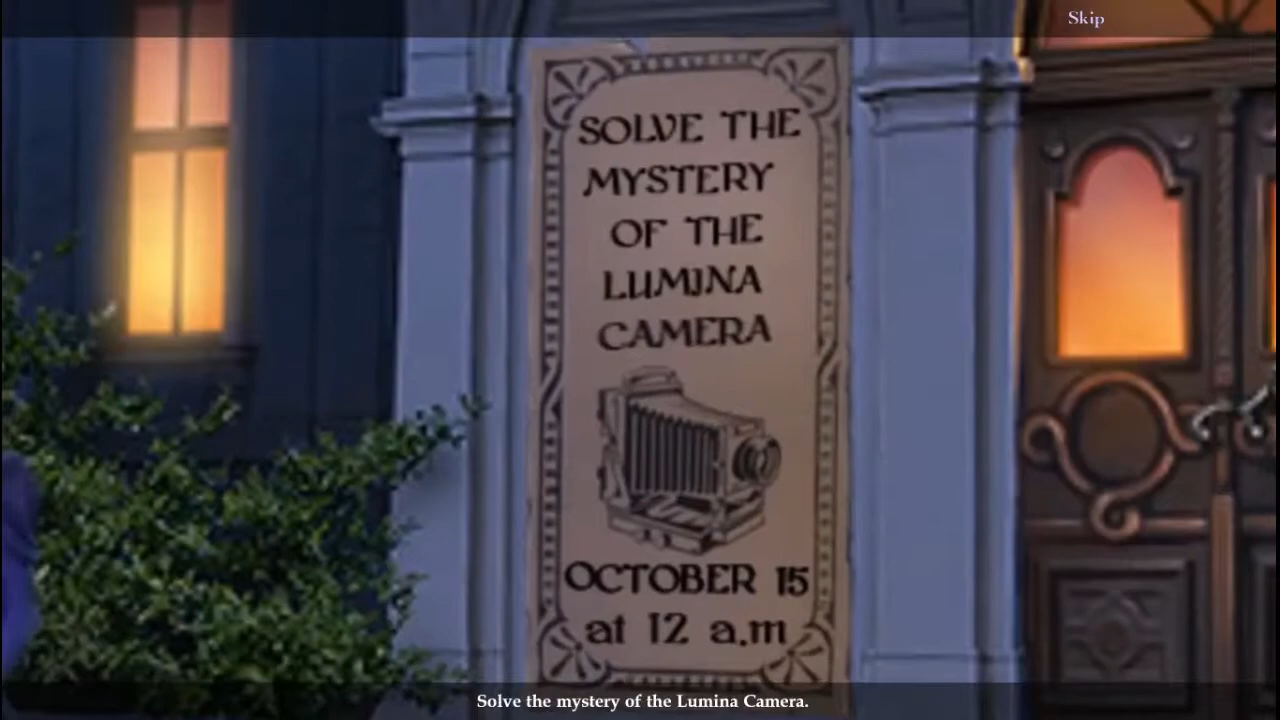 Skip
SOLVE THE
MYSTERY
OF THE
LUMINA
CAMERA
OCTOBER 15
at 12 a.m
Solve the mystery of the Lumina Camera.